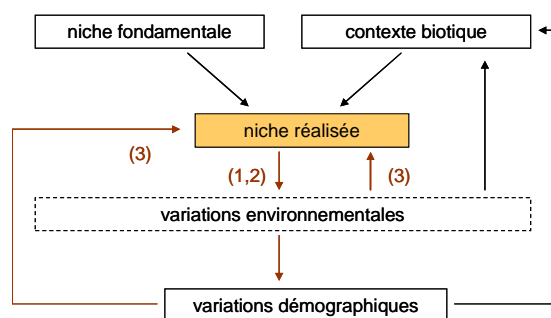 niche fondamentale
contexte biotique
niche réalisée
(3)
(1,2)
(3)
variations environnementales
variations démographiques